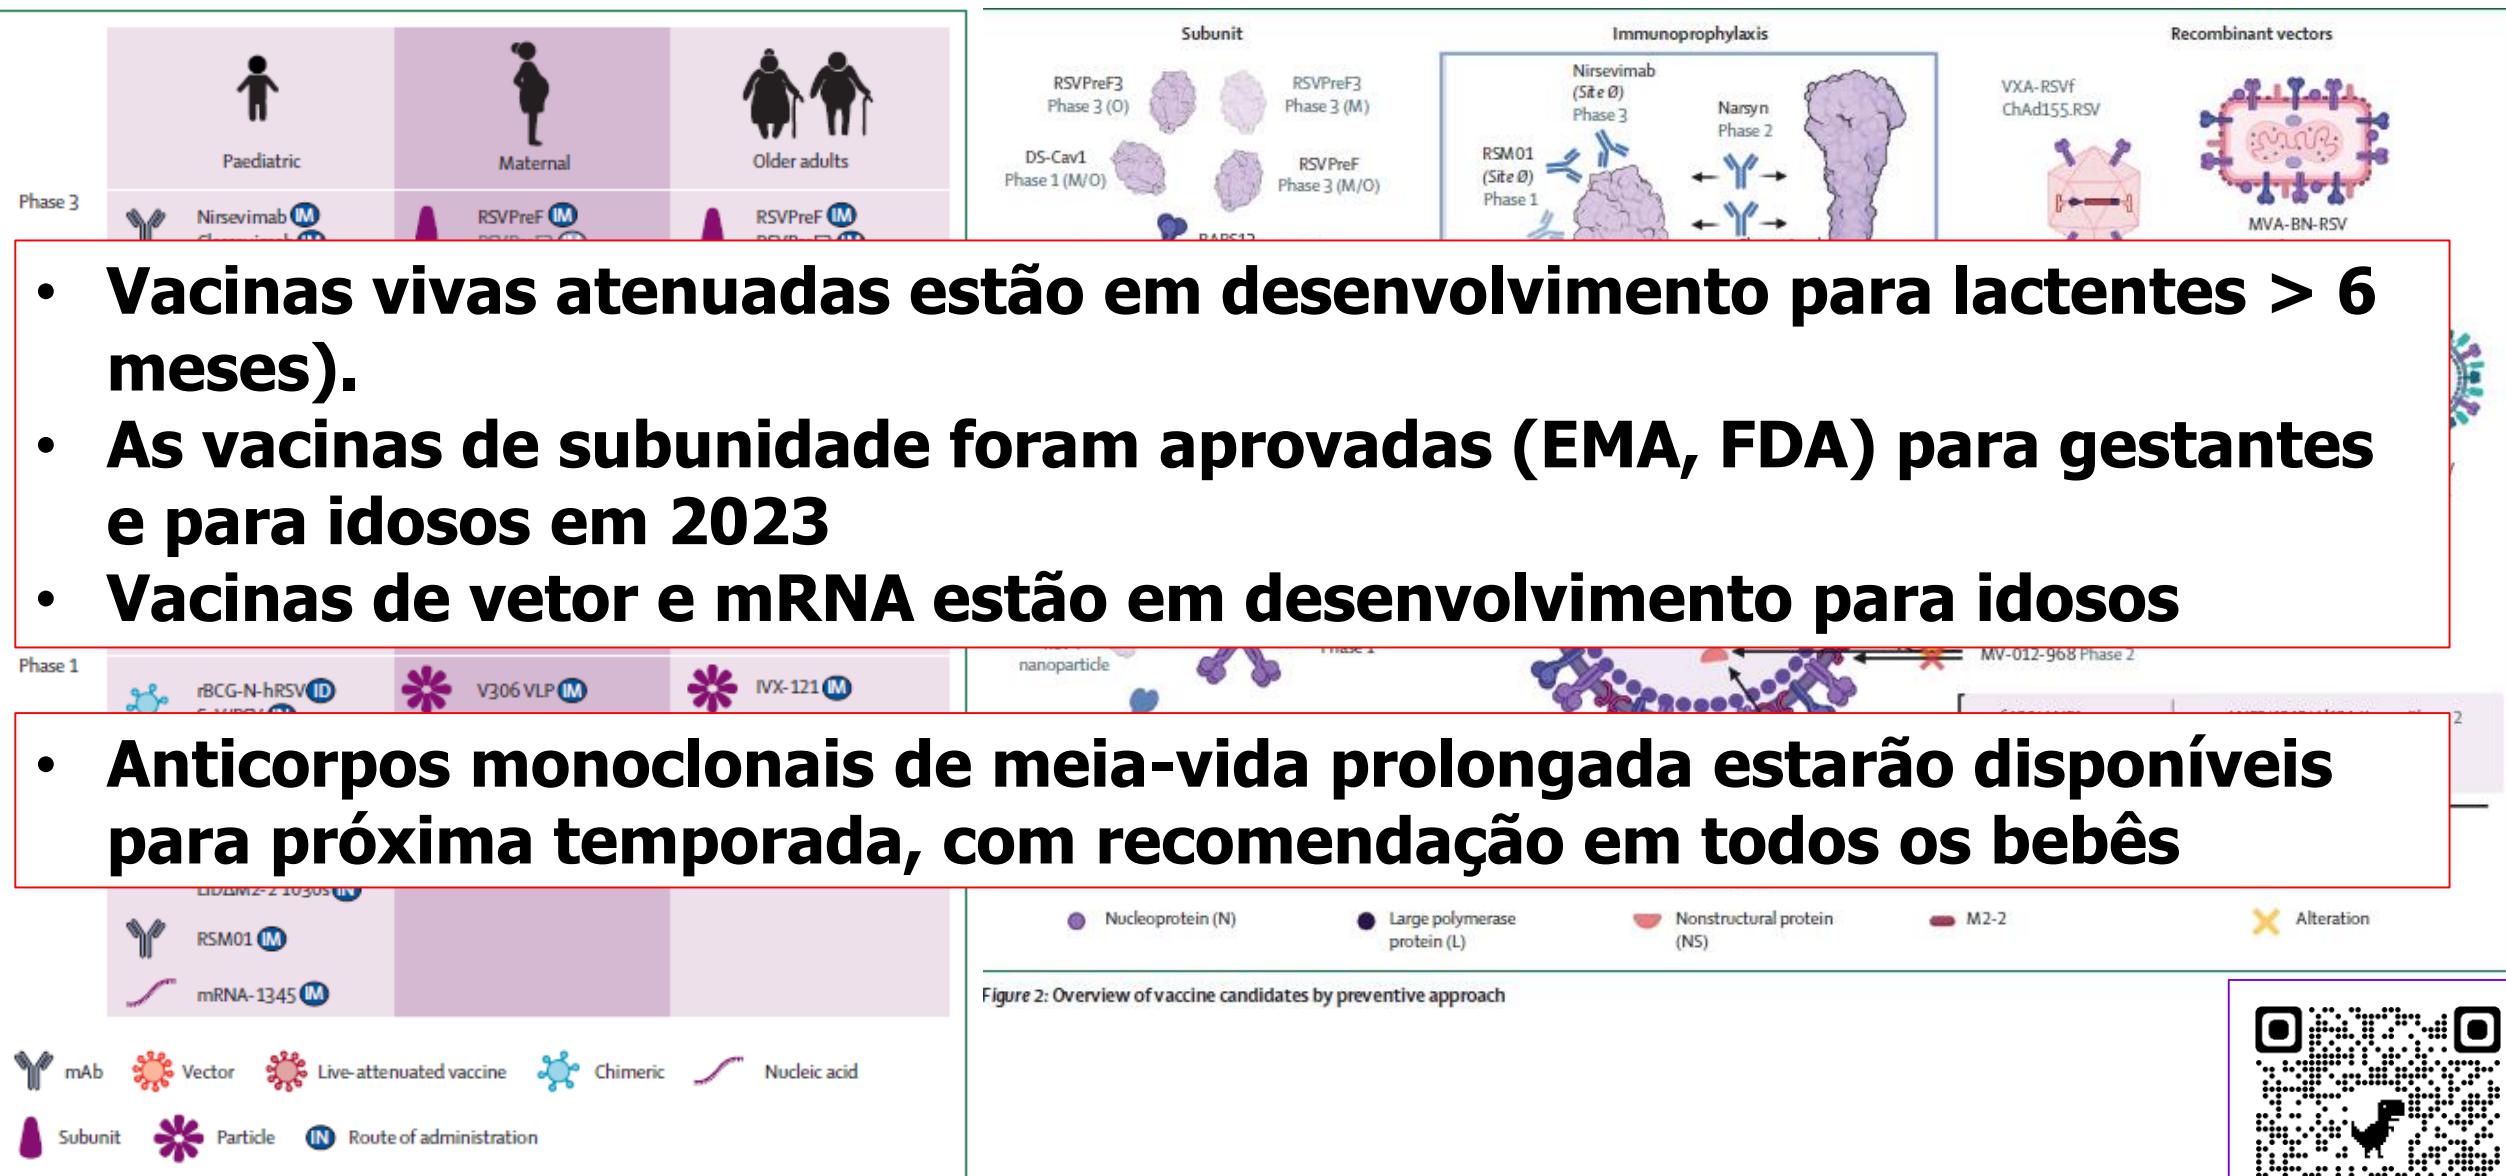 Paediatric
Maternal
Older adults
Phase 3
Nirsevimab IM
RSVPreF IM
RSVPreF IM
Subunit
RSVPreF3
Phase 3 (O)
RSVPreF3
Phase 3 (M)
DS-Cav1
Phase 1 (M/O)
RSVPreF
Phase 3 (M/O)
Immunoprophylaxis
Nirsevimab
(Site Ø)
Phase 3
Narsyn
Phase 2
RSM01
(Site Ø)
Phase 1
Recombinant vectors
VXA-RSVf
ChAd155.RSV
MVA-BN-RSV
• Vacinas vivas atenuadas estão em desenvolvimento para lactentes > 6
meses).
• As vacinas de subunidade foram aprovadas (EMA, FDA) para gestantes
e para idosos em 2023
• Vacinas de vetor e mRNA estão em desenvolvimento para idosos
Phase 1
rBCG-N-hRSV ID
V306 VLP IM
IVX-121 IM
nanoparticle
MV-012-968 Phase 2
2
• Anticorpos monoclonais de meia-vida prolongada estarão disponíveis
para próxima temporada, com recomendação em todos os bebês
RSM01 IM
mRNA-1345 IM
Nucleoprotein (N)
Large polymerase
protein (L)
Nonstructural protein
(NS)
M2-2
Alteration
Figure 2: Overview of vaccine candidates by preventive approach
mAb
Vector
Live-attenuated vaccine
Chimeric
Nucleic acid
Subunit
Particle
IN Route of administration